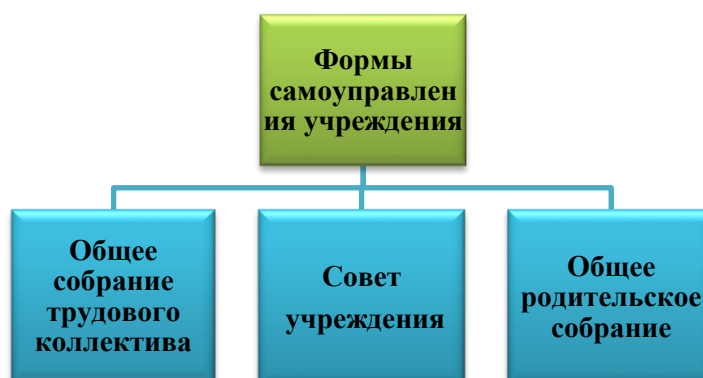 Формы
самоуправлен
ия учреждения
Общее
собрание
трудового
коллектива
Совет
учреждения
Общее
родительское
собрание